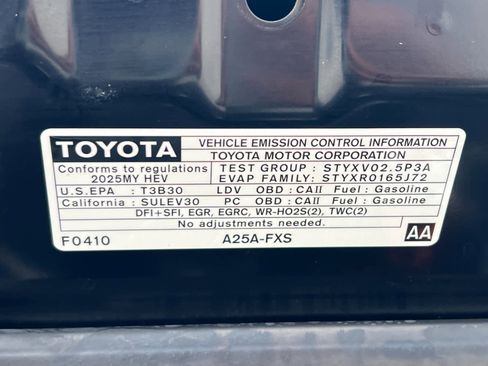 TOYOTA VEHICLE EMISSION CONTROL INFORMATION
TOYOTA MOTOR CORPORATION
Conforms to regulations TEST GROUP : STYXV02.5P3A
2025MY HEV EVAP FAMILY: STYXR0165J72
U.S.EPA : T3B30 LDV OBD : CAII Fuel : Gasoline
California : SULEV30 PC OBD : CAII Fuel : Gasoline
DFI+SFI, EGR, EGRC, WR-HO2S(2), TWC(2)
No adjustments needed.
F0410 A25A-FXS AA